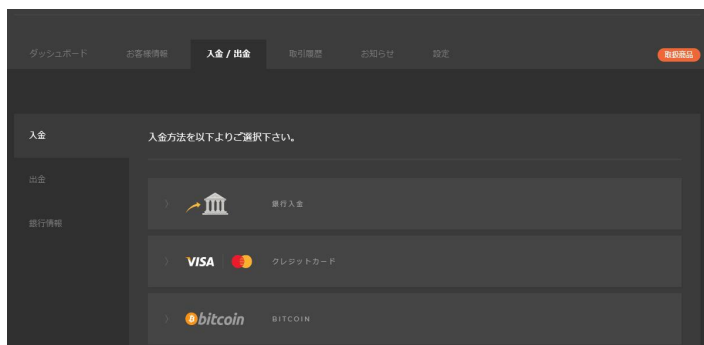 ダッシュボード
お客様情報
入金 / 出金
取引履歴
お知らせ
設定
取扱商品
入金
入金方法を以下よりご選択下さい。
出金
銀行入金
銀行情報
VISA
クレジットカード
bitcoin
BITCOIN